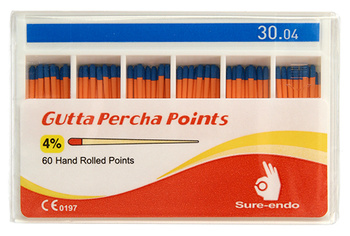 30.04
Gutta Percha Points
4%
60 Hand Rolled Points
CE 0197
Sure-endo